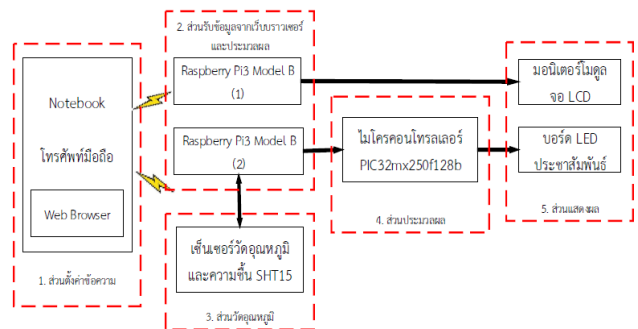 Notebook
โทรศัพท์มือถือ
Web Browser
1. ส่วนตั้งค่าข้อความ
2. ส่วนรับข้อมูลจากเว็บบราวเซอร์
และประมวลผล
Raspberry Pi3 Model B
(1)
Raspberry Pi3 Model B
(2)
เซ็นเซอร์วัดอุณหภูมิ
และความชื้น SHT15
3. ส่วนวัดอุณหภูมิ
ไมโครคอนโทรลเลอร์
PIC32mx250f128b
4. ส่วนประมวลผล
มอนิเตอร์โมดูล
จอ LCD
บอร์ด LED
ประชาสัมพันธ์
5. ส่วนแสดงผล